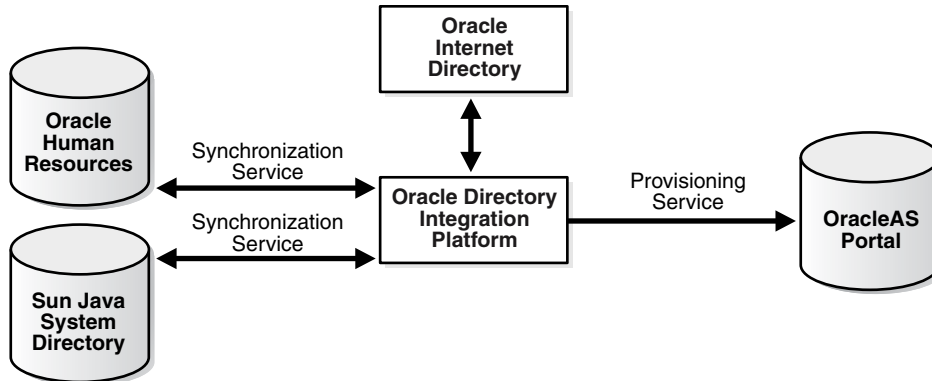 Oracle
Internet
Directory
Oracle
Human
Resources
Synchronization
Service
Oracle Directory
Integration
Platform
Provisioning
Service
OracleAS
Portal
Synchronization
Service
Sun Java
System
Directory